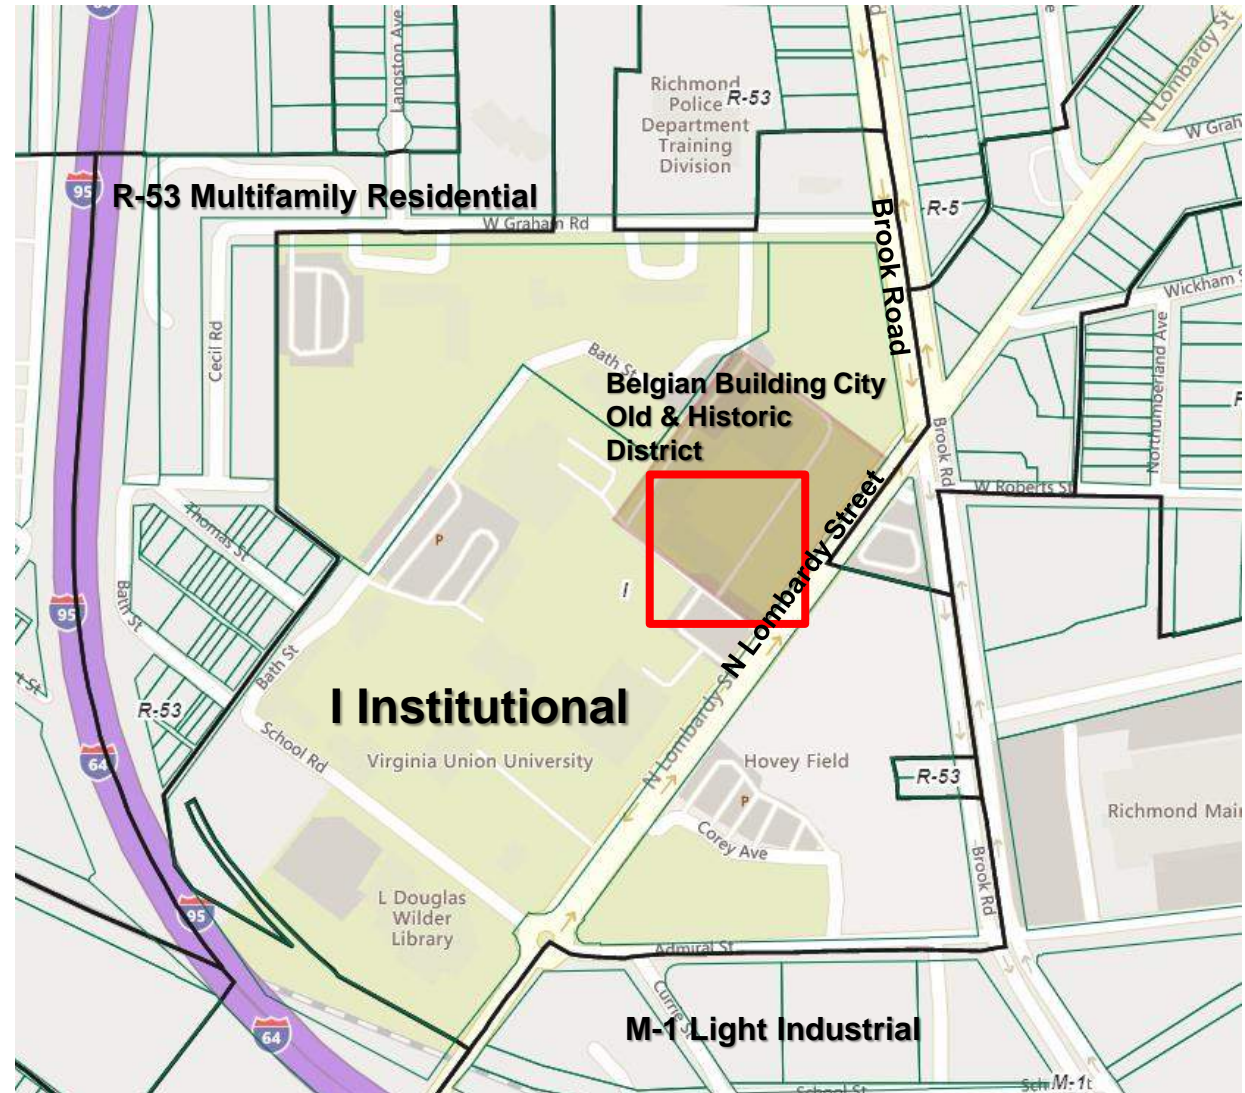 64
Langston Ave
N Lombardy St
Richmond
Police
Department
Training
Division
R-53
W Grah
95
R-53 Multifamily Residential
W Graham Rd
Brook Road
R-5
Wickham S
Cecil Rd
Bath St
Belgian Building City
Old & Historic
District
Northumberland Ave
Brook Rd
W Roberts St
N Lombardy Street
Thomas St
P
I
95
Bath St
Bath St
R-53
I Institutional
64
School Rd
Virginia Union University
N Lombardy St
Hovey Field
R-53
P
Richmond Mai
Corey Ave
Brook Rd
L Douglas
Wilder
Library
95
Admiral St
Currie St
64
M-1 Light Industrial
School St
M-1